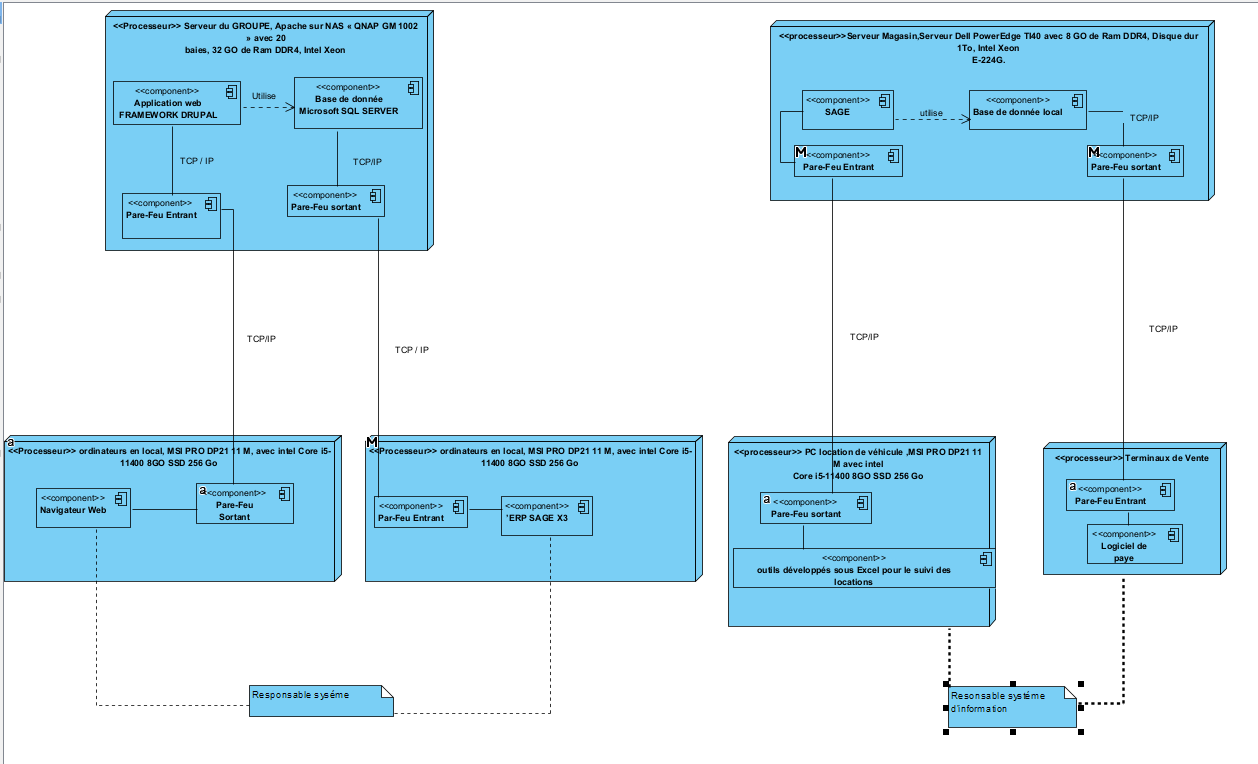 <<Processeur>> Serveur du GROUPE, Apache sur NAS « QNAP GM 1002
» avec 20
baies, 32 GO de Ram DDR4, Intel Xeon
<<component>>
Application web
FRAMEWORK DRUPAL
Utilise
<<component>>
Base de donnée
Microsoft SQL SERVER
TCP / IP
TCP/IP
<<component>>
Pare-Feu Entrant
<<component>>
Pare-Feu sortant
<<processeur>>Serveur Magasin,Serveur Dell PowerEdge TI40 avec 8 GO de Ram DDR4, Disque dur
1To, Intel Xeon
E-224G.
<<component>>
SAGE
utilise
<<component>>
Base de donnée local
TCP/IP
M
<<component>>
Pare-Feu Entrant
M
<<component>>
Pare-Feu sortant
TCP/IP
TCP / IP
TCP/IP
TCP/IP
a
<<Processeur>> ordinateurs en local, MSI PRO DP21 11 M, avec intel Core i5-
11400 8GO SSD 256 Go
<<component>>
Navigateur Web
a
<<component>>
Pare-Feu
Sortant
M
<<Processeur>> ordinateurs en local, MSI PRO DP21 11 M, avec intel Core i5-
11400 8GO SSD 256 Go
<<component>>
Par-Feu Entrant
<<component>>
'ERP SAGE X3
<<processeur>> PC location de véhicule ,MSI PRO DP21 11
M avec intel
Core i5-11400 8GO SSD 256 Go
a
<<component>>
Pare-Feu sortant
<<component>>
outils développés sous Excel pour le suivi des
locations
<<processeur>> Terminaux de Vente
a
<<component>>
Pare-Feu Entrant
<<component>>
Logiciel de
paye
Responsable syséme
Resonsable systéme
d'information